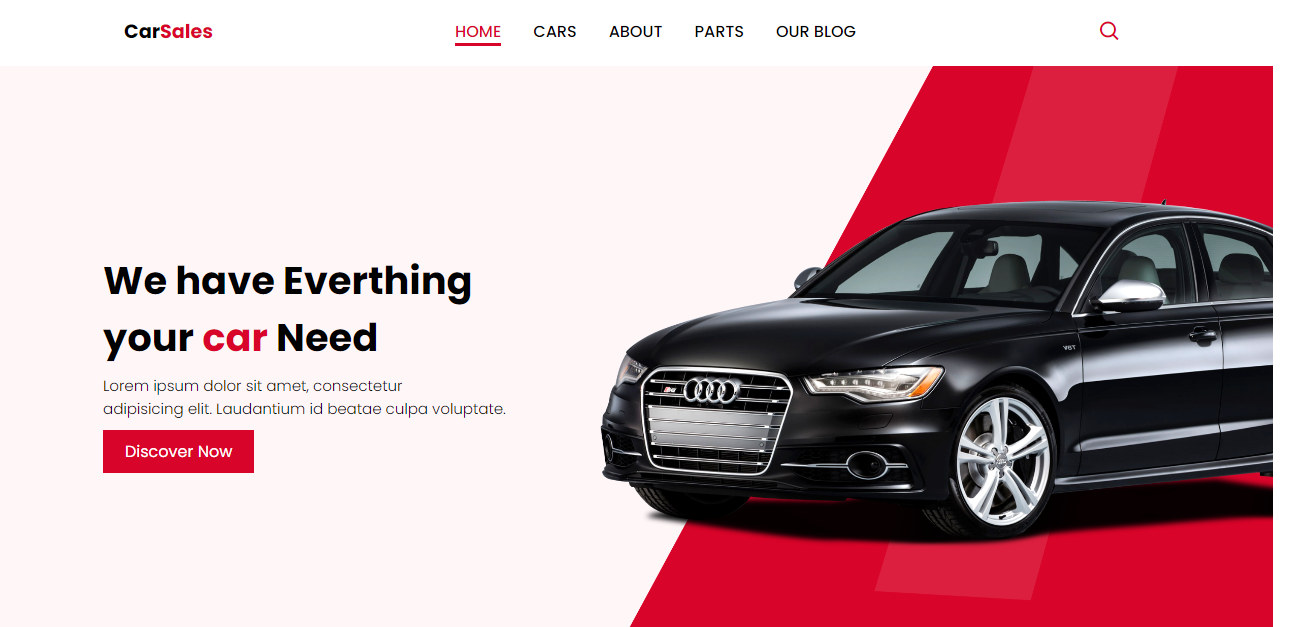 CarSales
HOME
CARS
ABOUT
PARTS
OUR BLOG
We have Everthing
your car Need
Lorem ipsum dolor sit amet, consectetur
adipisicing elit. Laudantium id beatae culpa voluptate.
Discover Now
V6T